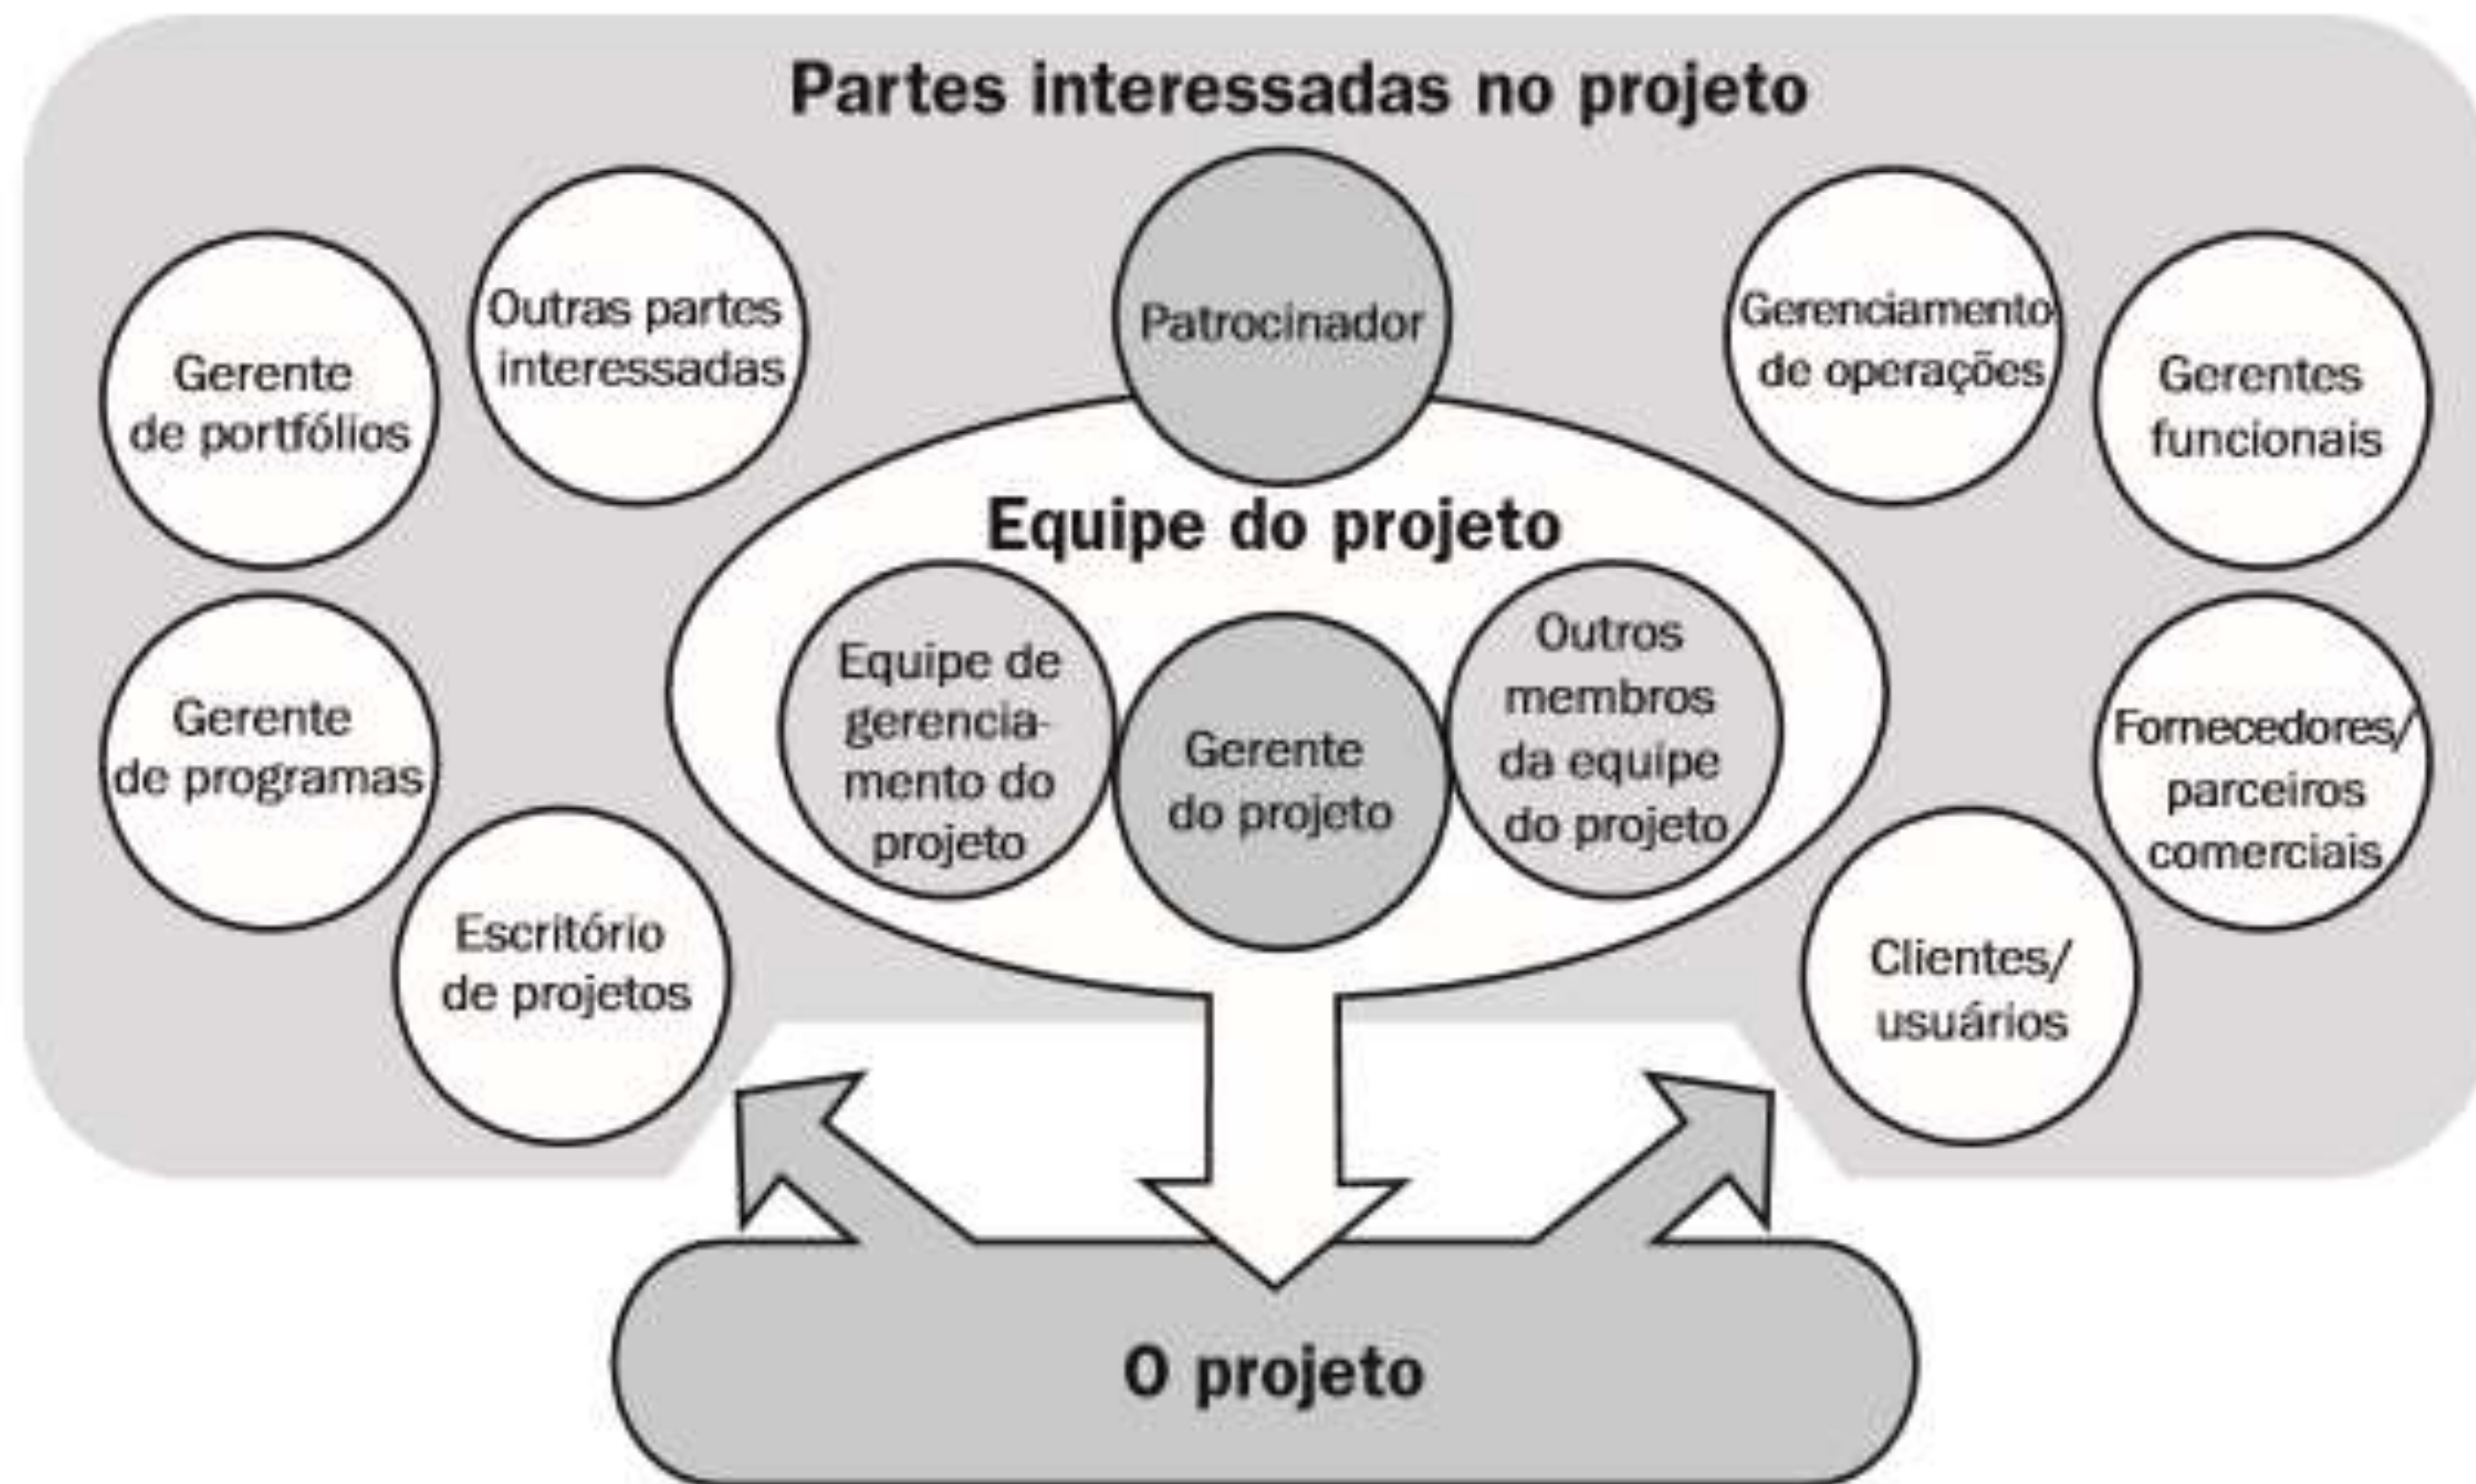 Partes interessadas no projeto
Gerente
de portfólios
Outras partes
interessadas
Patrocinador
Gerenciamento
de operações
Gerentes
funcionais
Equipe do projeto
Gerente
de programas
Equipe de
gerencia-
mento do
projeto
Gerente
do projeto
Outros
membros
da equipe
do projeto
Fornecedores/
parceiros
comerciais
Escritório
de projetos
Clientes/
usuários
O projeto